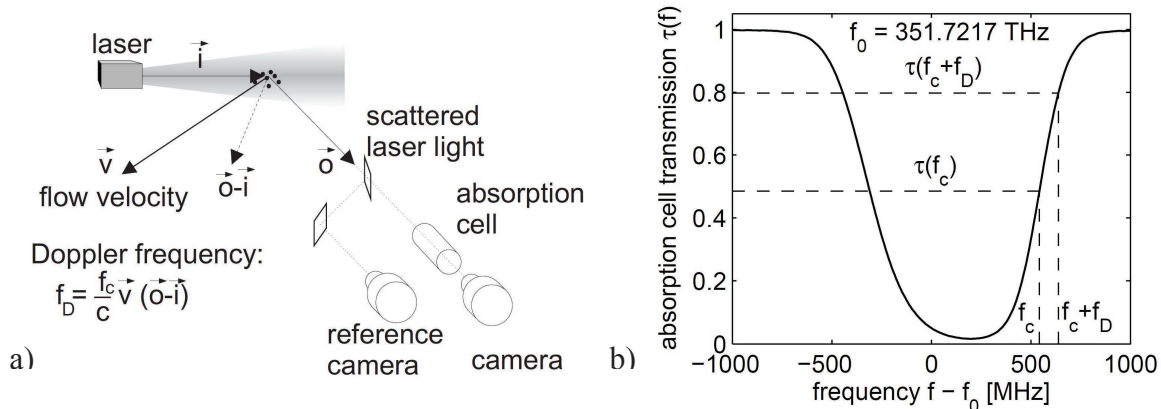 laser
i
scattered
laser light
v
o-i
o
flow velocity
absorption
cell
Doppler frequency:
f_D = f_c/c v (o-i)
reference
camera
camera
a)
b)
absorption cell transmission τ(f)
1
0.8
0.6
0.4
0.2
0
f_0 = 351.7217 THz
τ(f_c+f_D)
τ(f_c)
f_c
f_c+f_D
−1000
−500
0
500
1000
frequency f − f_0 [MHz]